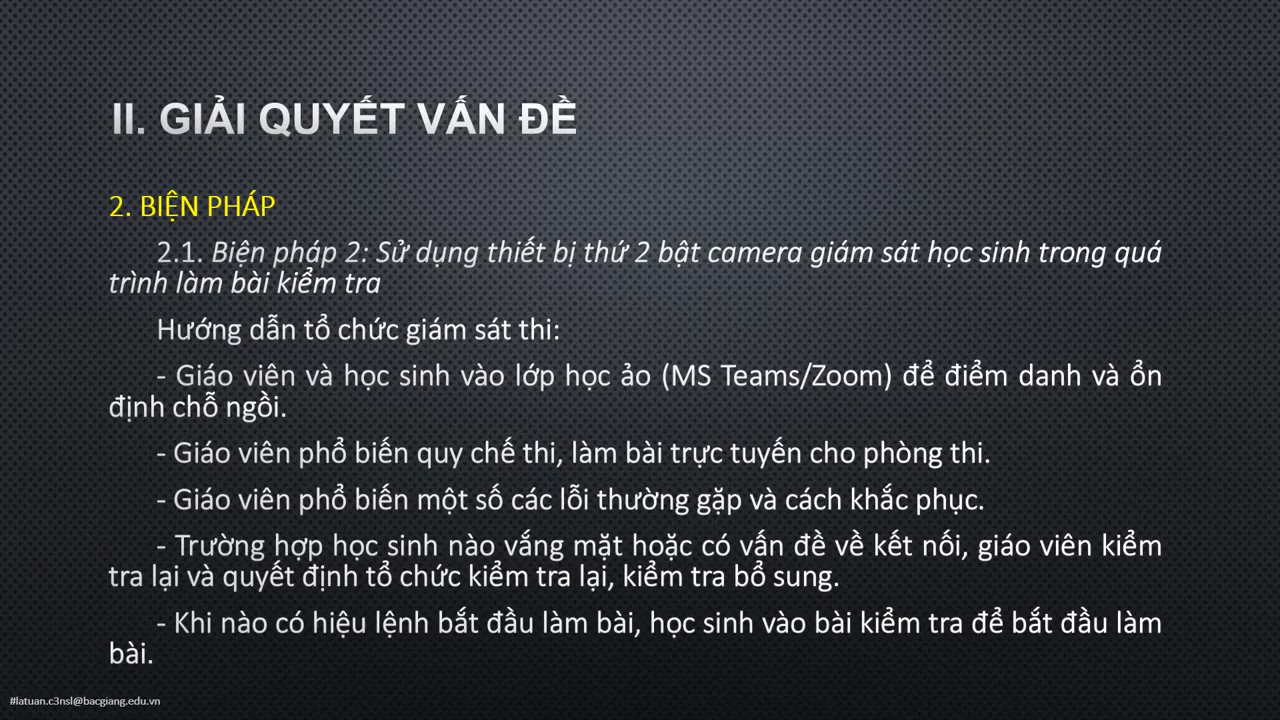 II. GIẢI QUYẾT VẤN ĐỀ
2. BIỆN PHÁP
2.1. Biện pháp 2: Sử dụng thiết bị thứ 2 bật camera giám sát học sinh trong quá
trình làm bài kiểm tra
Hướng dẫn tổ chức giám sát thi:
- Giáo viên và học sinh vào lớp học ảo (MS Teams/Zoom) để điểm danh và ổn
định chỗ ngồi.
- Giáo viên phổ biến quy chế thi, làm bài trực tuyến cho phòng thi.
- Giáo viên phổ biến một số các lỗi thường gặp và cách khắc phục.
- Trường hợp học sinh nào vắng mặt hoặc có vấn đề về kết nối, giáo viên kiểm
tra lại và quyết định tổ chức kiểm tra lại, kiểm tra bổ sung.
- Khi nào có hiệu lệnh bắt đầu làm bài, học sinh vào bài kiểm tra để bắt đầu làm
bài.
#latuan.c3nsl@bacgiang.edu.vn